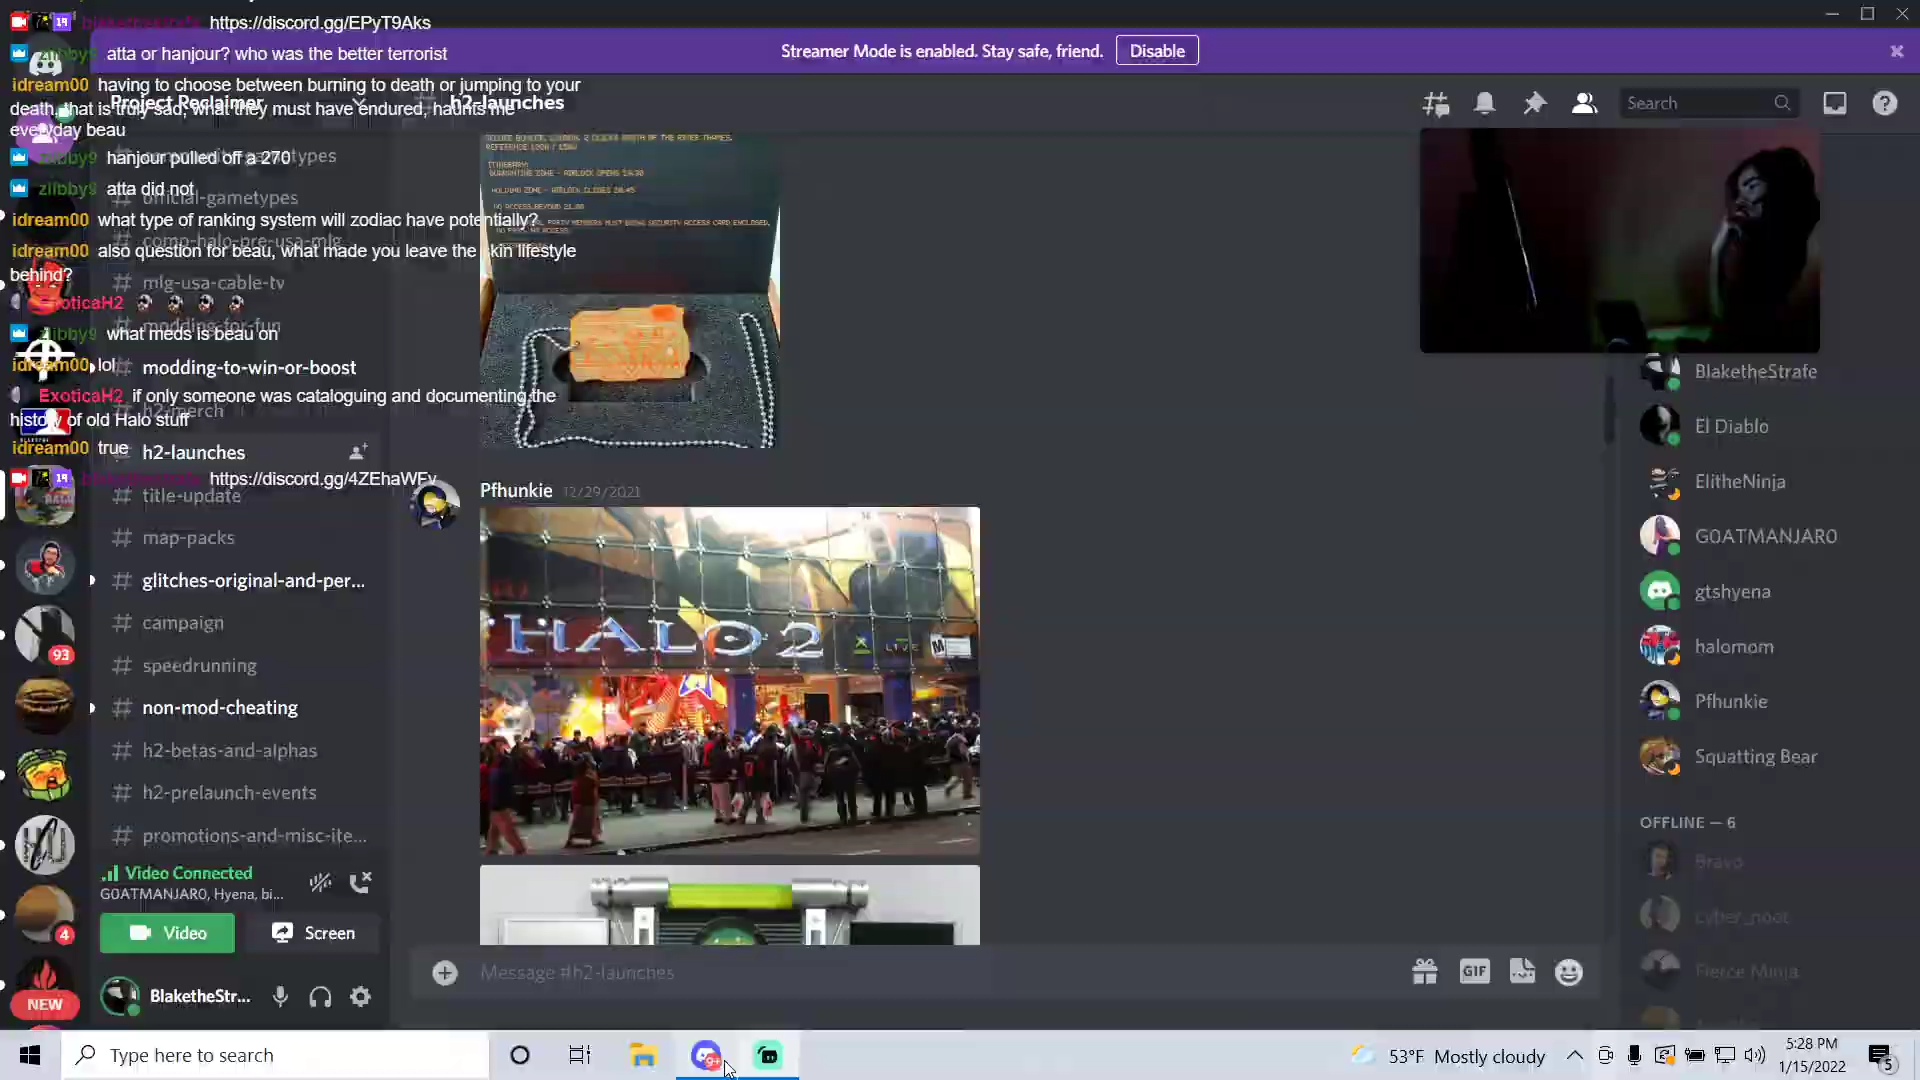 https://discord.gg/EPyT9Aks
atta or hanjour? who was the better terrorist
Streamer Mode is enabled. Stay safe, friend.
Disable
idream00 having to choose between burning to death or jumping to your
death, that is truly sad, what they must have endured, haunts me
everyday beau
Project Reclaimer
h2-launches
Search
zlibby9 hanjour pulled off a 270
zlibby9 atta did not
official-gametypes
idream00 what type of ranking system will zodiac have potentially?
comp-halo-pre-usa-mlg
idream00 also question for beau, what made you leave the skin lifestyle
behind?
mlg-usa-cable-tv
ExoticaH2
modding-for-fun
zlibby9 what meds is beau on
idream00 lol
modding-to-win-or-boost
ExoticaH2 if only someone was cataloguing and documenting the
history of old Halo stuff
h2-merch
idream00 true
h2-launches
https://discord.gg/4ZEhaWFv
title-update
map-packs
glitches-original-and-per...
campaign
speedrunning
non-mod-cheating
h2-betas-and-alphas
h2-prelaunch-events
promotions-and-misc-ite...
Pfhunkie 12/29/2021
HALO 2
LIVE
M
BlaketheStrafe
El Diablo
ElitheNinja
GOATMANJARO
gtshyena
halomom
Pfhunkie
Squatting Bear
OFFLINE — 6
Bravo
cyber_noot
Fierce Minja
93
4
NEW
Video Connected
GOATMANJARO, Hyena, bi...
Video
Screen
BlaketheStr...
Message #h2-launches
GIF
Type here to search
53°F Mostly cloudy
5:28 PM
1/15/2022
5